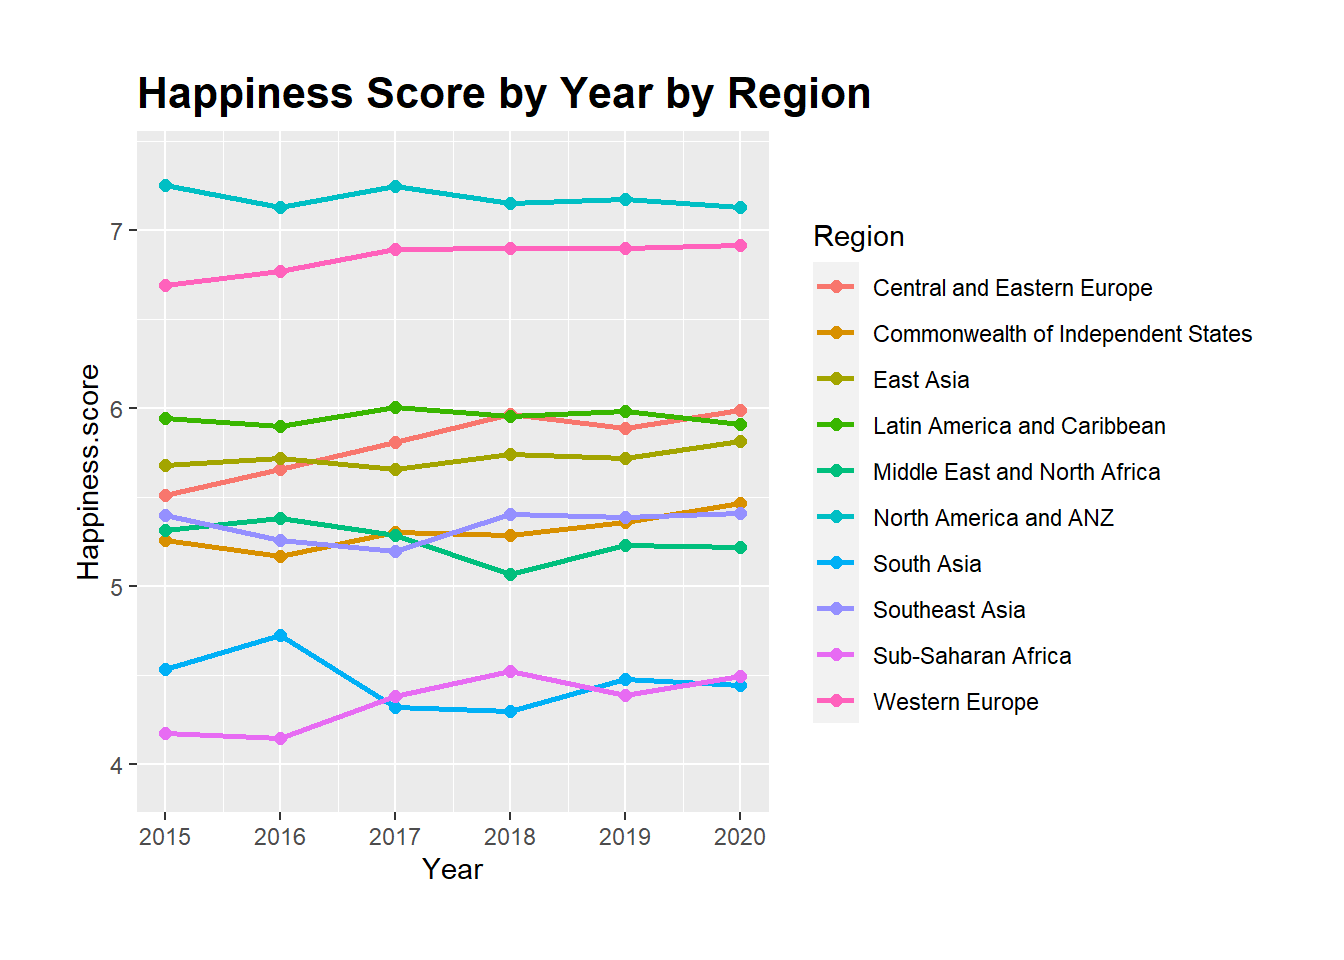 Happiness Score by Year by Region
Happiness.score
7
6
5
4
2015 2016 2017 2018 2019 2020
Year
Region
Central and Eastern Europe
Commonwealth of Independent States
East Asia
Latin America and Caribbean
Middle East and North Africa
North America and ANZ
South Asia
Southeast Asia
Sub-Saharan Africa
Western Europe